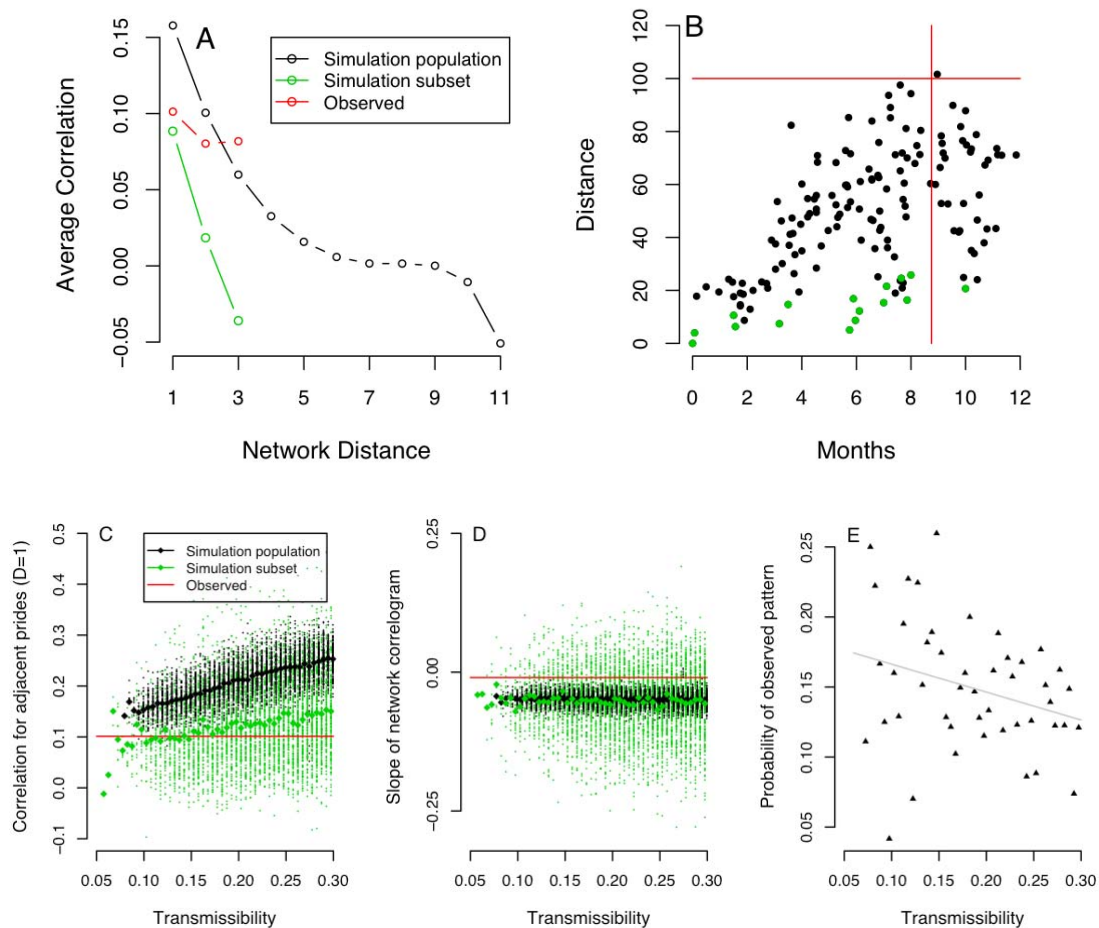 A
Average Correlation
0.15
0.10
0.05
0.00
−0.05
Simulation population
Simulation subset
Observed
1 3 5 7 9 11
Network Distance
B
Distance
120
100
80
60
40
20
0
0 2 4 6 8 10 12
Months
C
Correlation for adjacent prides (D=1)
0.5
0.4
0.3
0.2
0.1
0.0
−0.1
Simulation population
Simulation subset
Observed
0.05 0.10 0.15 0.20 0.25 0.30
Transmissibility
D
Slope of network correlogram
0.25
0.00
−0.25
0.05 0.10 0.15 0.20 0.25 0.30
Transmissibility
E
Probability of observed pattern
0.25
0.20
0.15
0.10
0.05
0.05 0.10 0.15 0.20 0.25 0.30
Transmissibility